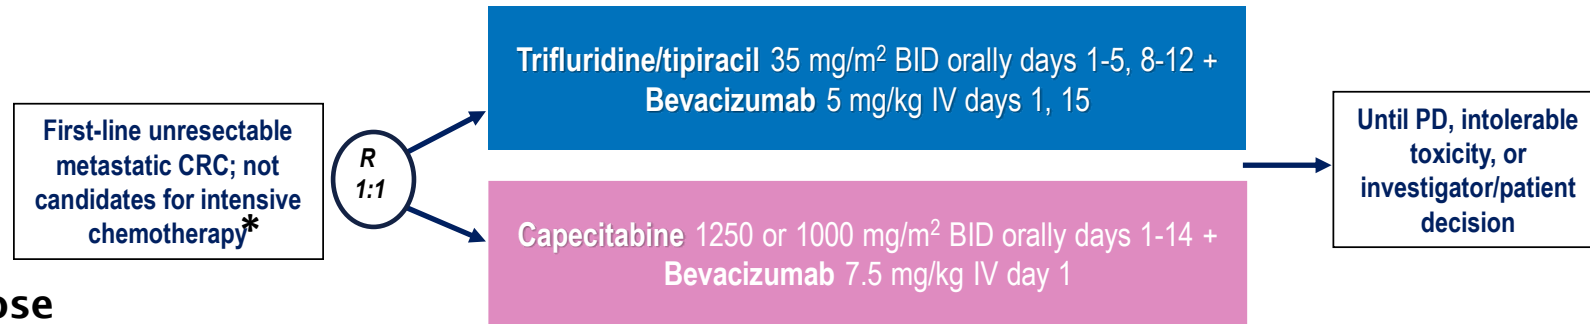 Trifluridine/tipiracil 35 mg/m² BID orally days 1-5, 8-12 +
Bevacizumab 5 mg/kg IV days 1, 15
First-line unresectable
metastatic CRC; not
candidates for intensive
chemotherapy*
R
1:1
Capecitabine 1250 or 1000 mg/m² BID orally days 1-14 +
Bevacizumab 7.5 mg/kg IV day 1
Until PD, intolerable
toxicity, or
investigator/patient
decision
ose